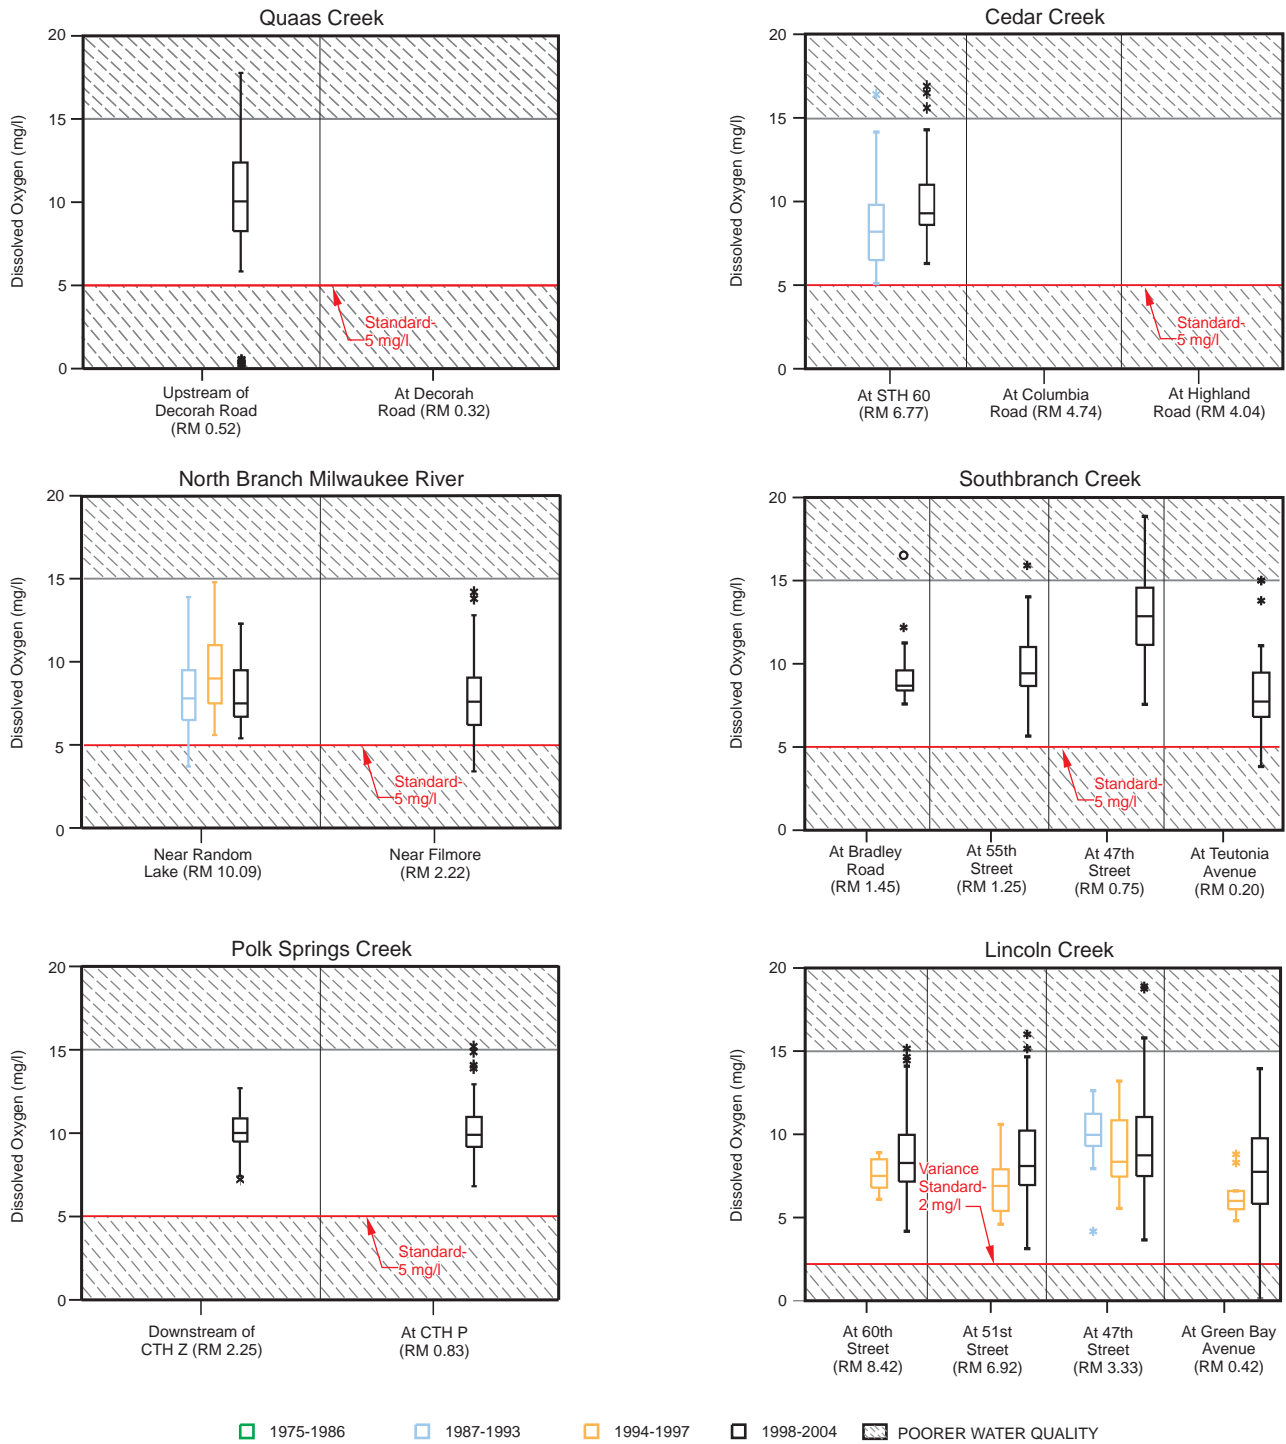 Quaas Creek
20
15
10
5
0
Dissolved Oxygen (mg/l)
Standard-
5 mg/l
Upstream of
Decorah Road
(RM 0.52)
At Decorah
Road (RM 0.32)
Cedar Creek
20
15
10
5
0
Dissolved Oxygen (mg/l)
Standard-
5 mg/l
At STH 60
(RM 6.77)
At Columbia
Road (RM 4.74)
At Highland
Road (RM 4.04)
North Branch Milwaukee River
20
15
10
5
0
Dissolved Oxygen (mg/l)
Standard-
5 mg/l
Near Random
Lake (RM 10.09)
Near Filmore
(RM 2.22)
Southbranch Creek
20
15
10
5
0
Dissolved Oxygen (mg/l)
Standard-
5 mg/l
At Bradley
Road
(RM 1.45)
At 55th
Street
(RM 1.25)
At 47th
Street
(RM 0.75)
At Teutonia
Avenue
(RM 0.20)
Polk Springs Creek
20
15
10
5
0
Dissolved Oxygen (mg/l)
Standard-
5 mg/l
Downstream of
CTH Z (RM 2.25)
At CTH P
(RM 0.83)
Lincoln Creek
20
15
10
5
0
Dissolved Oxygen (mg/l)
Variance
Standard-
2 mg/l
At 60th
Street
(RM 8.42)
At 51st
Street
(RM 6.92)
At 47th
Street
(RM 3.33)
At Green Bay
Avenue
(RM 0.42)
1975-1986
1987-1993
1994-1997
1998-2004
POORER WATER QUALITY